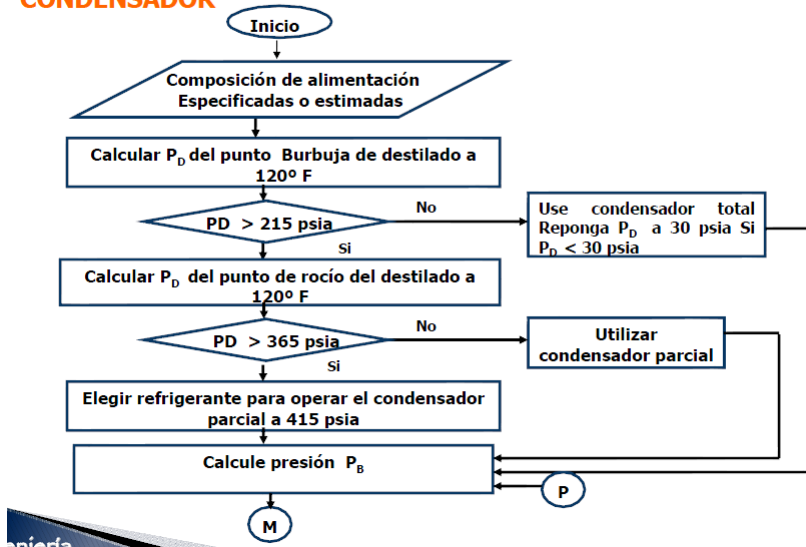 CONDENSADOR
Inicio
Composición de alimentación
Especificadas o estimadas
Calcular PD del punto Burbuja de destilado a
120º F
PD > 215 psia
No
Si
Use condensador total
Reponga PD a 30 psia Si
PD < 30 psia
Calcular PD del punto de rocío del destilado a
120º F
PD > 365 psia
No
Si
Utilizar
condensador parcial
Elegir refrigerante para operar el condensador
parcial a 415 psia
Calcule presión PB
P
M